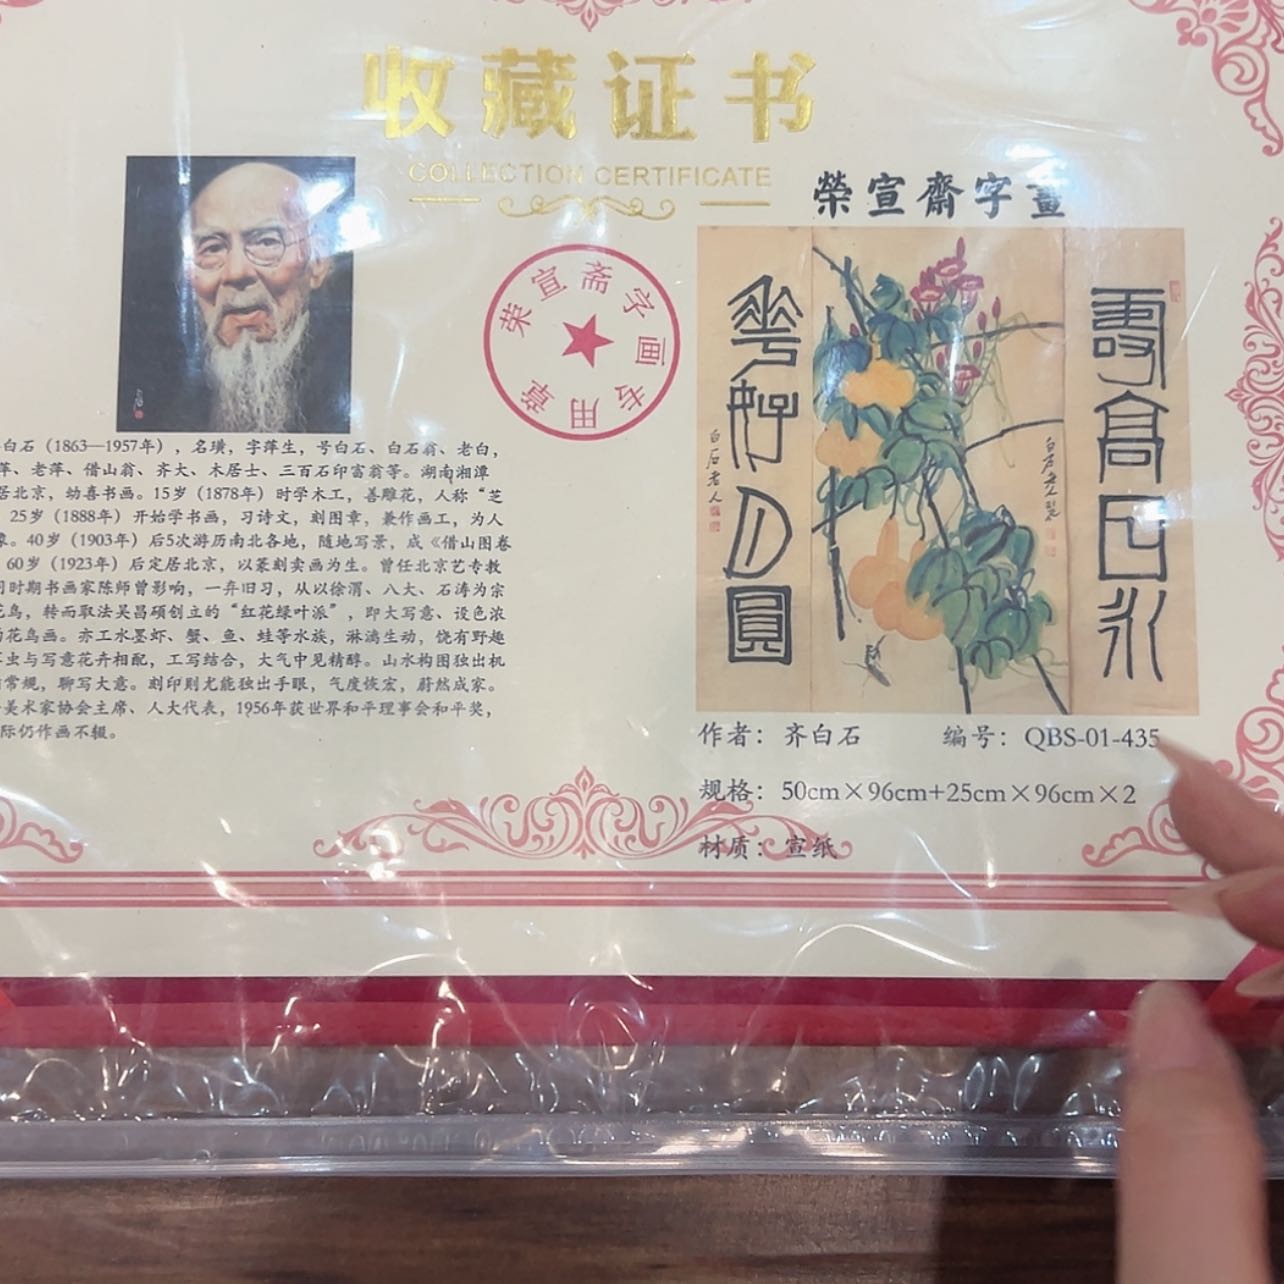 收藏证书
COLLECTION CERTIFICATE
榮宣齋字畫
荣宣斋字画专用章
白石（1863—1957年），名璜，字萍生，号白石、白石翁、老白，
萍、老萍、借山翁、齐大、木居士、三百石印富翁等。湖南湘潭
居北京，幼喜书画。15岁（1878年）时学木工，善雕花，人称“芝
25岁（1888年）开始学书画，习诗文，刻图章，兼作画工，为人
像。40岁（1903年）后5次游历南北各地，随地写景，成《借山图卷
60岁（1923年）后定居北京，以篆刻卖画为生。曾任北京艺专教
同时期书画家陈师曾影响，一弃旧习，从以徐渭、八大、石涛为宗
花鸟，转而取法吴昌硕创立的“红花绿叶派”，即大写意、设色浓
的花鸟画。亦工水墨虾、蟹、鱼、蛙等水族，淋漓生动，饶有野趣
草虫与写意花卉相配，工写结合，大气中见精醇。山水构图独出机
常规，聊写大意。刻印则尤能独出手眼，气度恢宏，蔚然成家。
美术家协会主席、人大代表，1956年获世界和平理事会和平奖，
际仍作画不辍。
壽高日永
華好月圓
白石老人
作者：齐白石 编号：QBS-01-435
规格：50cm×96cm+25cm×96cm×2
材质：宣纸